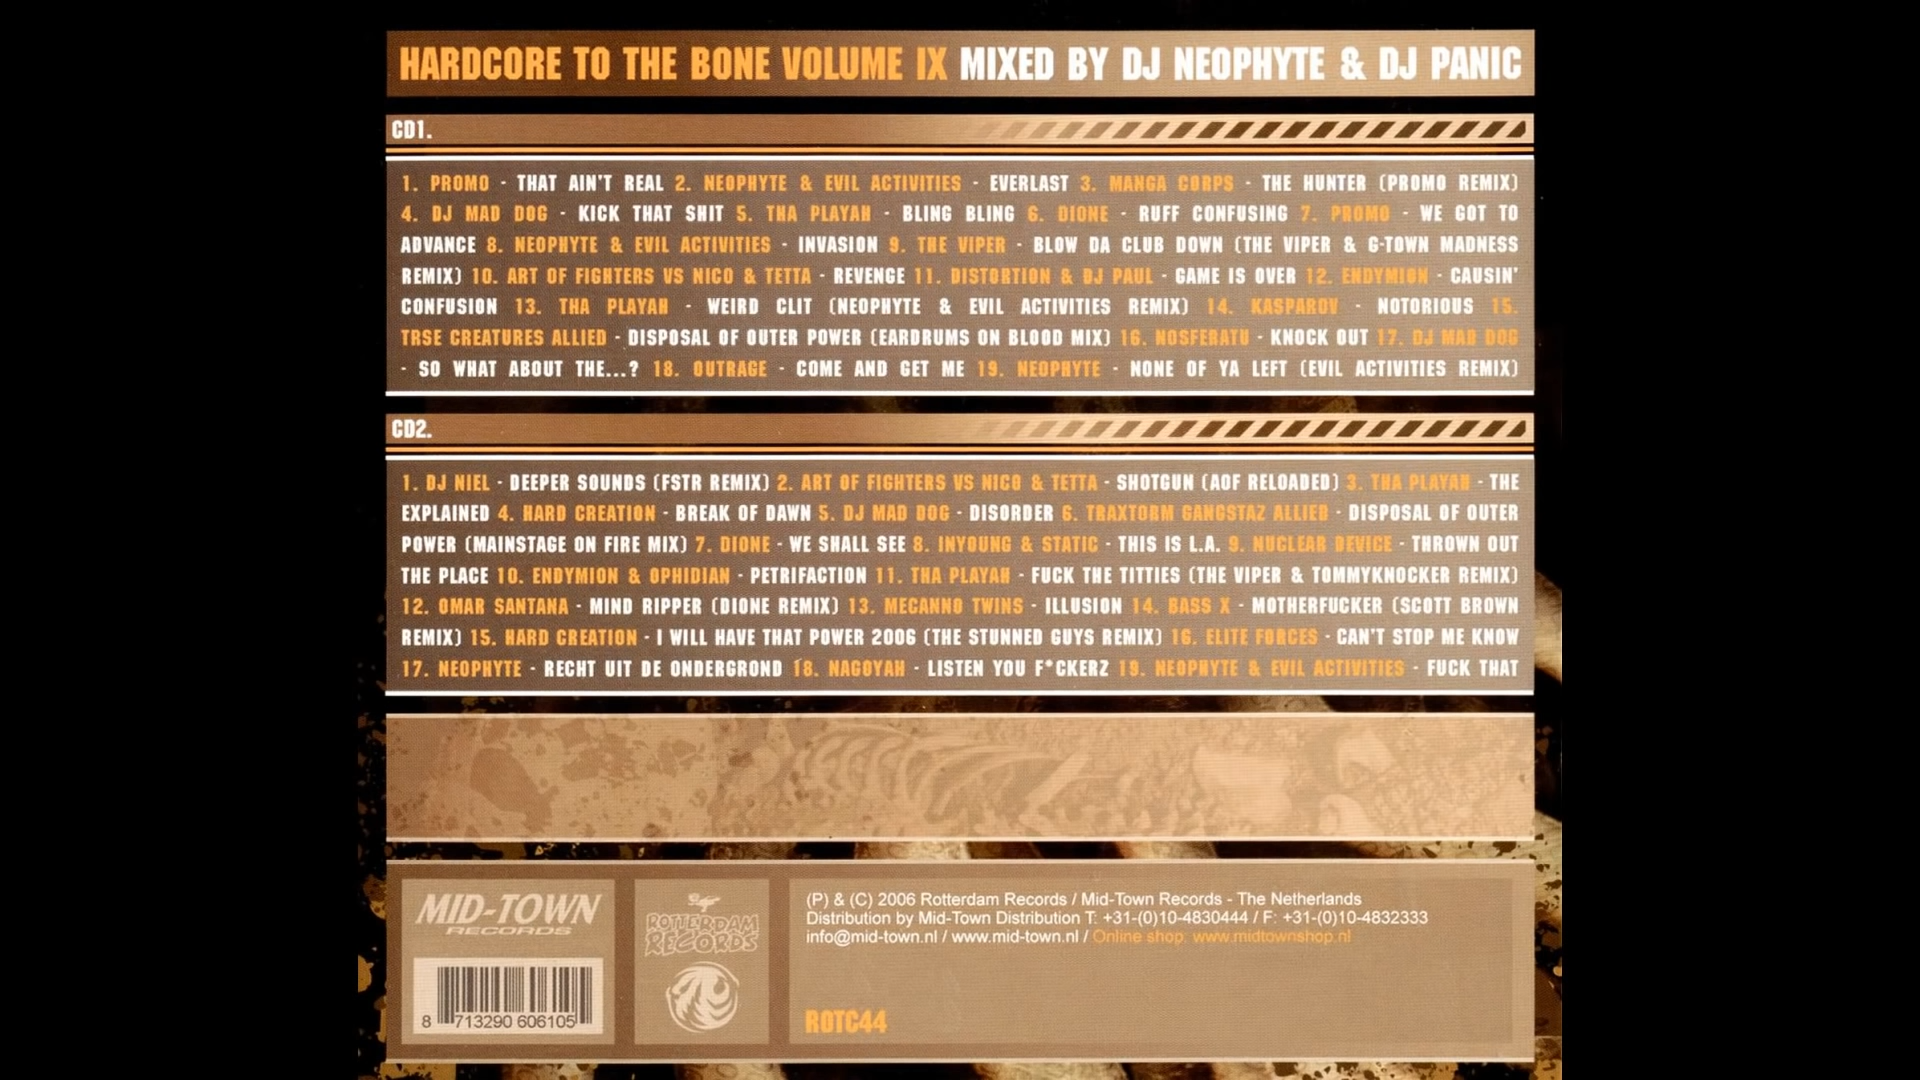 HARDCORE TO THE BONE VOLUME IX MIXED BY DJ NEOPHYTE & DJ PANIC
CD1.
1. PROMO - THAT AIN'T REAL 2. NEOPHYTE & EVIL ACTIVITIES - EVERLAST 3. MANGA CORPS - THE HUNTER (PROMO REMIX)
4. DJ MAD DOG - KICK THAT SHIT 5. THA PLAYAH - BLING BLING 6. DIONE - RUFF CONFUSING 7. PROMO - WE GOT TO
ADVANCE 8. NEOPHYTE & EVIL ACTIVITIES - INVASION 9. THE VIPER - BLOW DA CLUB DOWN (THE VIPER & G-TOWN MADNESS
REMIX) 10. ART OF FIGHTERS VS NICO & TETTA - REVENGE 11. DISTORTION & DJ PAUL - GAME IS OVER 12. ENDYMION - CAUSIN'
CONFUSION 13. THA PLAYAH - WEIRD CLIT (NEOPHYTE & EVIL ACTIVITIES REMIX) 14. KASPAROV - NOTORIOUS 15.
TRSE CREATURES ALLIED - DISPOSAL OF OUTER POWER (EARDRUMS ON BLOOD MIX) 16. NOSFERATU - KNOCK OUT 17. DJ MAD DOG
- SO WHAT ABOUT THE...? 18. OUTRAGE - COME AND GET ME 19. NEOPHYTE - NONE OF YA LEFT (EVIL ACTIVITIES REMIX)
CD2.
1. DJ NIEL - DEEPER SOUNDS (FSTR REMIX) 2. ART OF FIGHTERS VS NICO & TETTA - SHOTGUN (AOF RELOADED) 3. THA PLAYAH - THE
EXPLAINED 4. HARD CREATION - BREAK OF DAWN 5. DJ MAD DOG - DISORDER 6. TRAXTORM GANGSTAZ ALLIED - DISPOSAL OF OUTER
POWER (MAINSTAGE ON FIRE MIX) 7. DIONE - WE SHALL SEE 8. INYOUNG & STATIC - THIS IS L.A. 9. NUCLEAR DEVICE - THROWN OUT
THE PLACE 10. ENDYMION & OPHIDIAN - PETRIFACTION 11. THA PLAYAH - FUCK THE TITTIES (THE VIPER & TOMMYKNOCKER REMIX)
12. OMAR SANTANA - MIND RIPPER (DIONE REMIX) 13. MECANNO TWINS - ILLUSION 14. BASS X - MOTHERFUCKER (SCOTT BROWN
REMIX) 15. HARD CREATION - I WILL HAVE THAT POWER 2006 (THE STUNNED GUYS REMIX) 16. ELITE FORCES - CAN'T STOP ME KNOW
17. NEOPHYTE - RECHT UIT DE ONDERGROND 18. NAGOYAH - LISTEN YOU F*CKERZ 19. NEOPHYTE & EVIL ACTIVITIES - FUCK THAT
MID-TOWN
RECORDS
8 713290 606105
ROTTERDAM
RECORDS
(P) & (C) 2006 Rotterdam Records / Mid-Town Records - The Netherlands
Distribution by Mid-Town Distribution T: +31-(0)10-4830444 / F: +31-(0)10-4832333
info@mid-town.nl / www.mid-town.nl / Online shop: www.midtownshop.nl
ROTC44